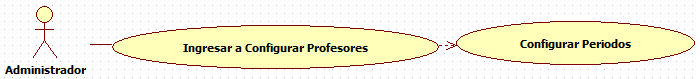 Administrador
Ingresar a Configurar Profesores
Configurar Periodos